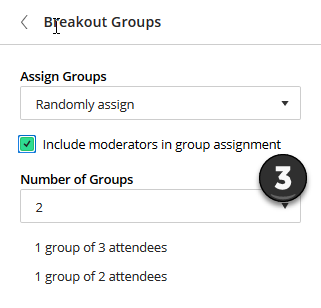 Breakout Groups
Assign Groups
Randomly assign
Include moderators in group assignment
3
Number of Groups
2
1 group of 3 attendees
1 group of 2 attendees